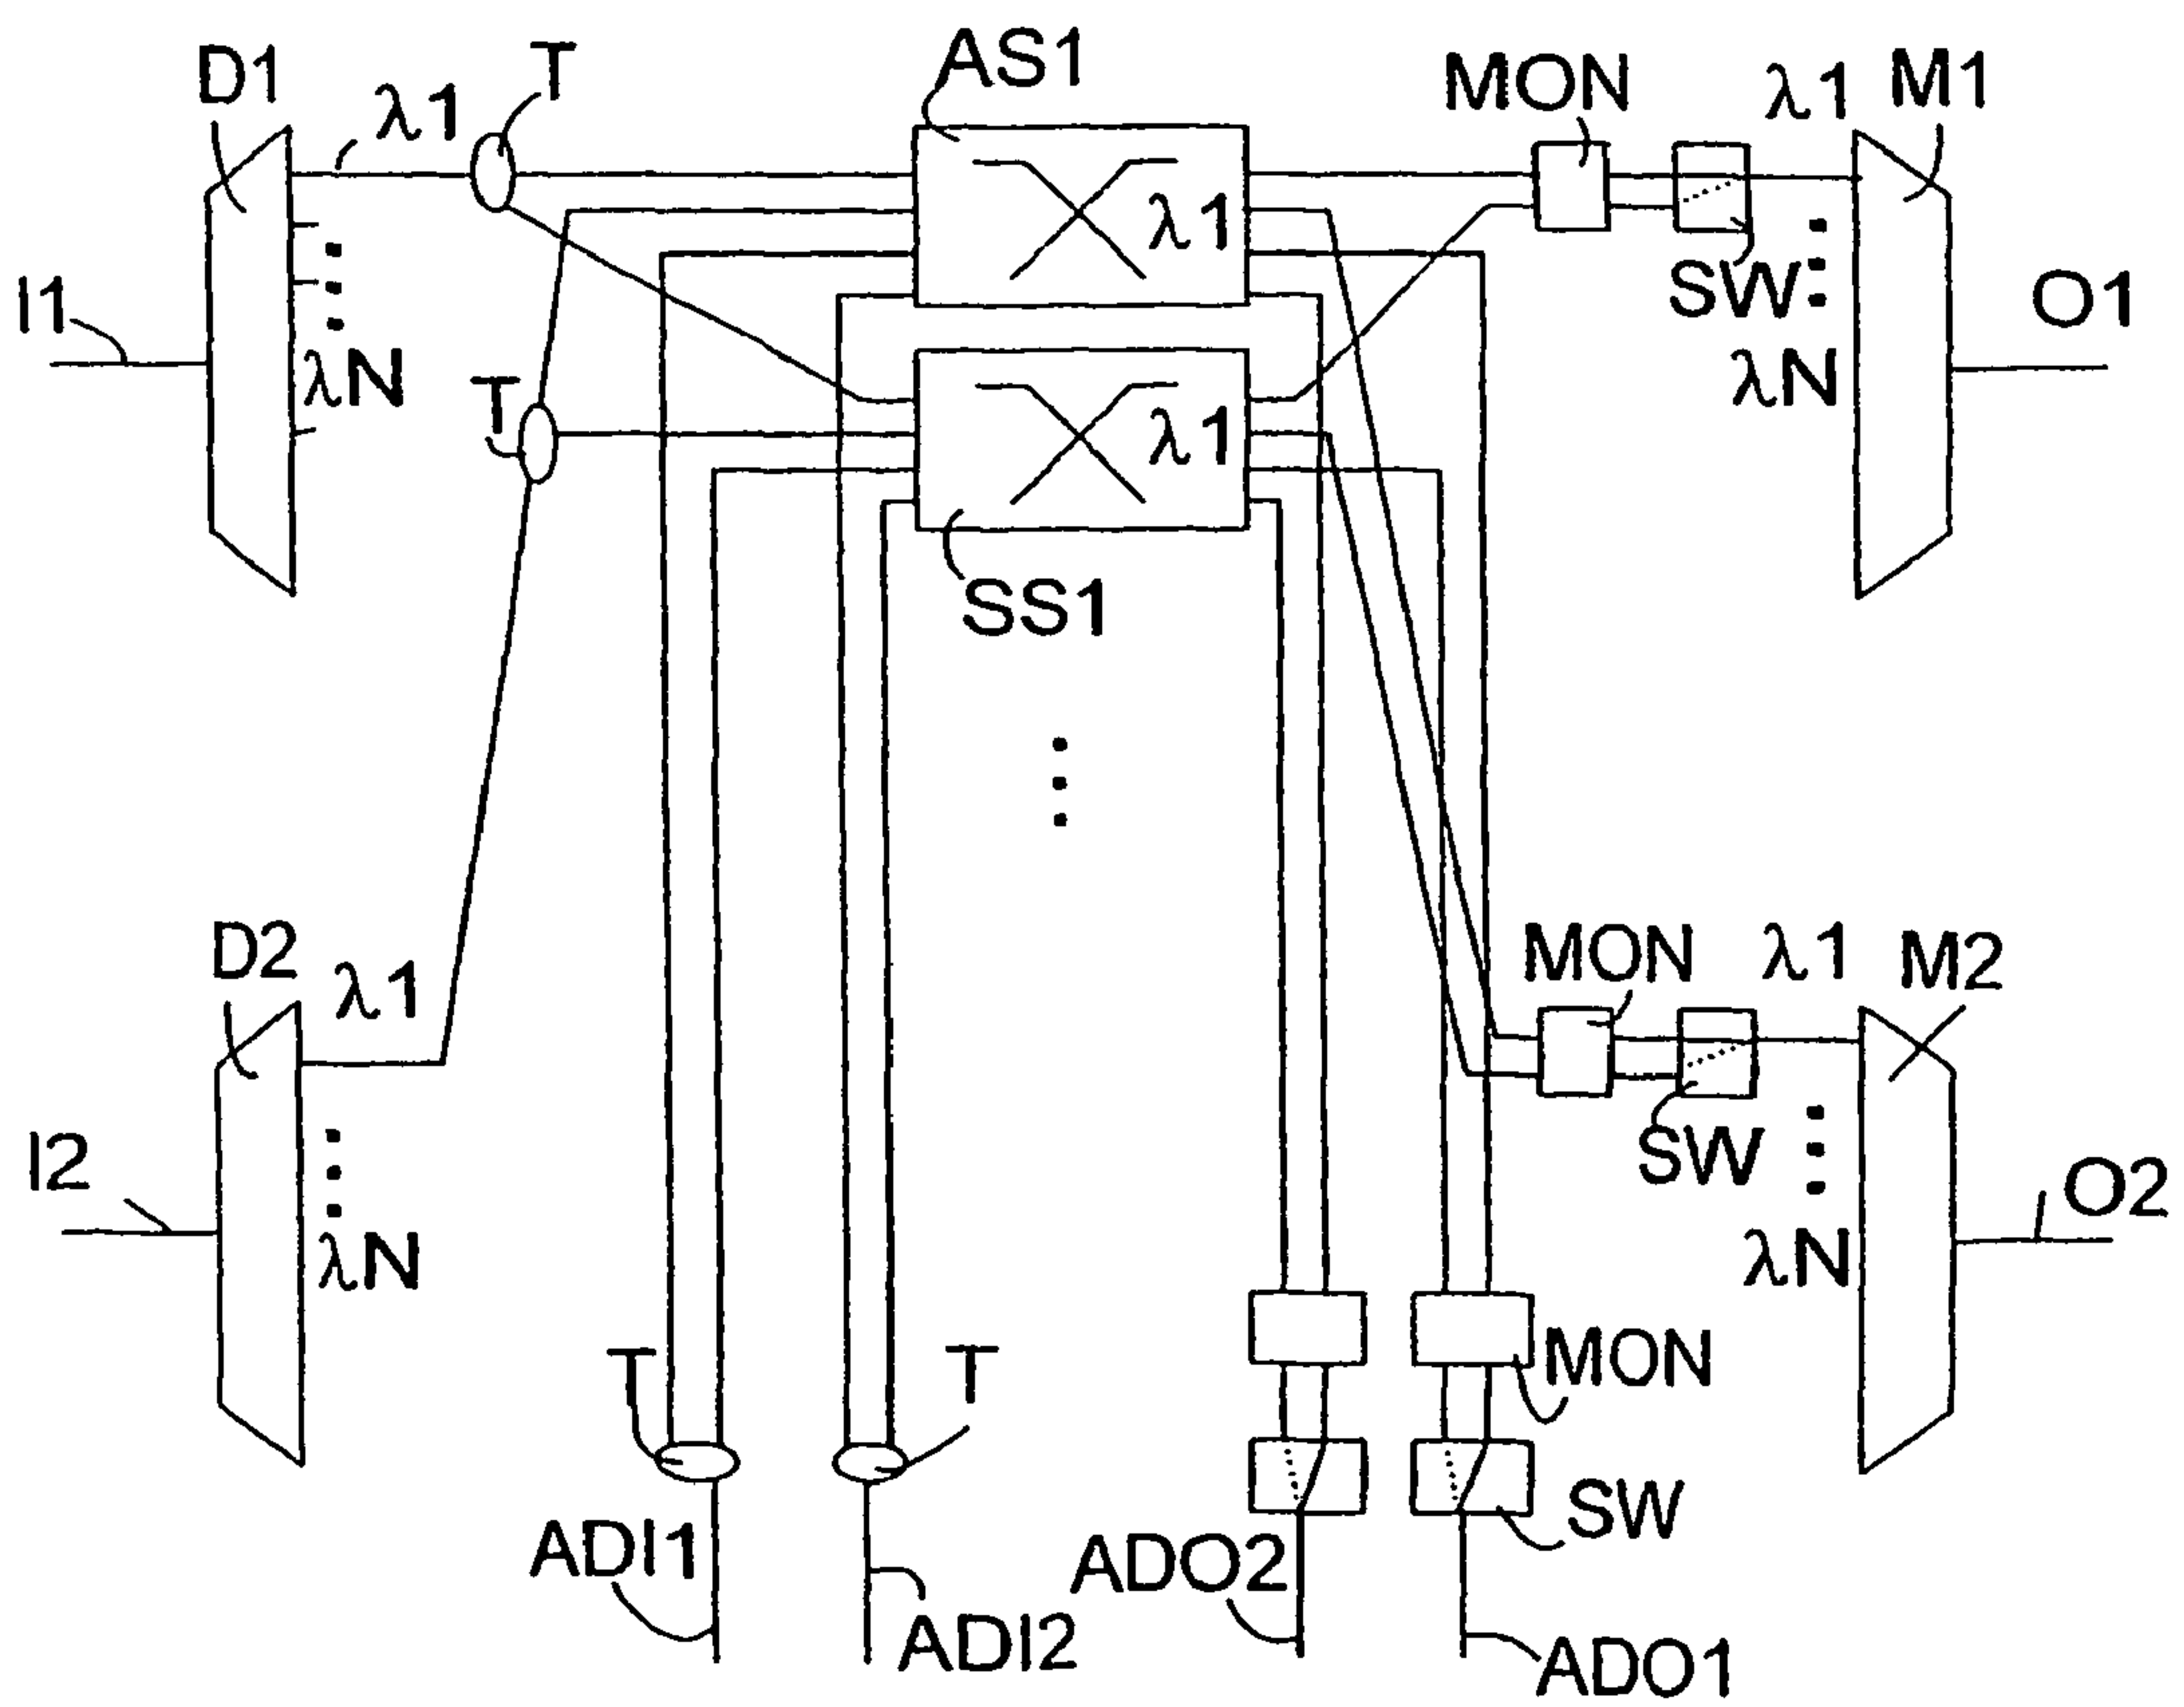 D1
λ1
T
AS1
MON
λ1
M1
λ1
I1
SW
O1
λN
T
λN
λ1
SS1
D2
λ1
MON
λ1
M2
I2
SW
O2
λN
λN
T
T
MON
SW
ADI1
ADO2
ADI2
ADO1